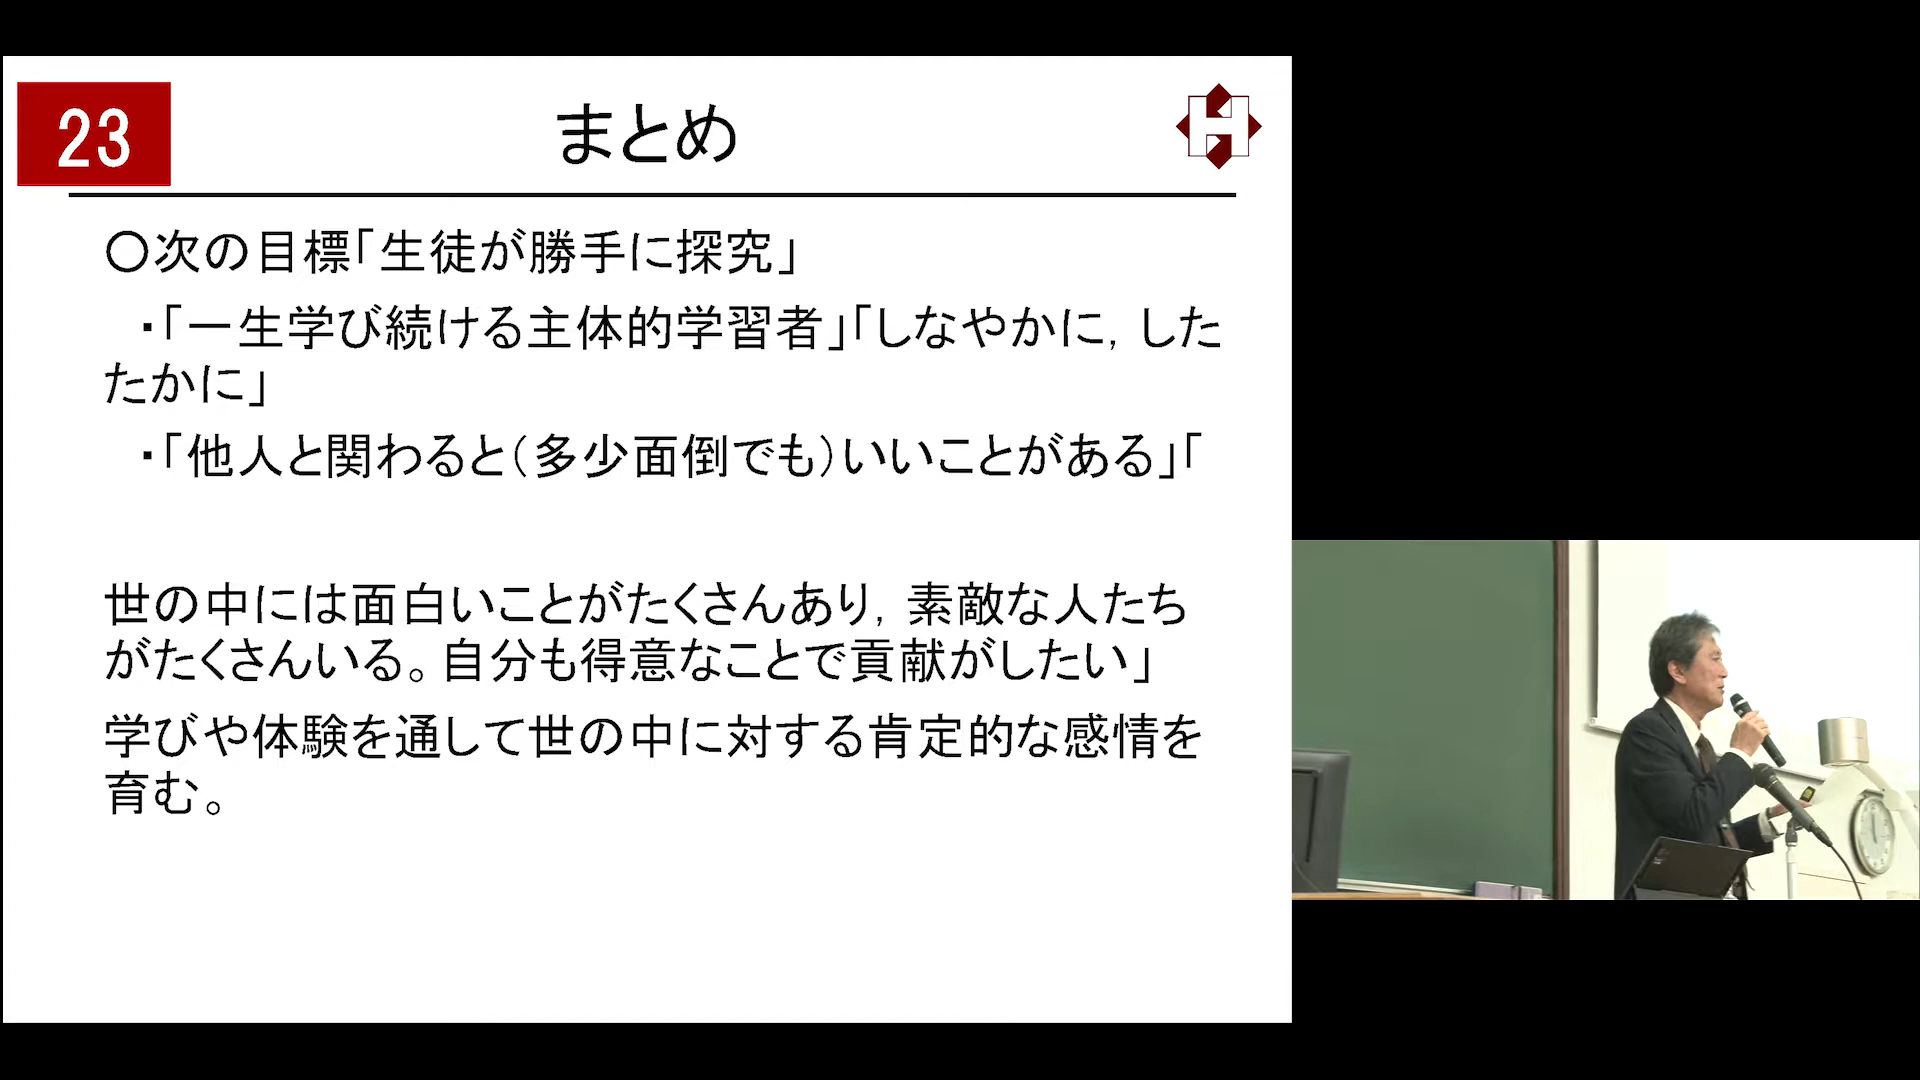 23
まとめ
〇次の目標「生徒が勝手に探究」
・「一生学び続ける主体的学習者」「しなやかに，した
たかに」
・「他人と関わると（多少面倒でも）いいことがある」「
世の中には面白いことがたくさんあり，素敵な人たち
がたくさんいる。自分も得意なことで貢献がしたい」
学びや体験を通して世の中に対する肯定的な感情を
育む。